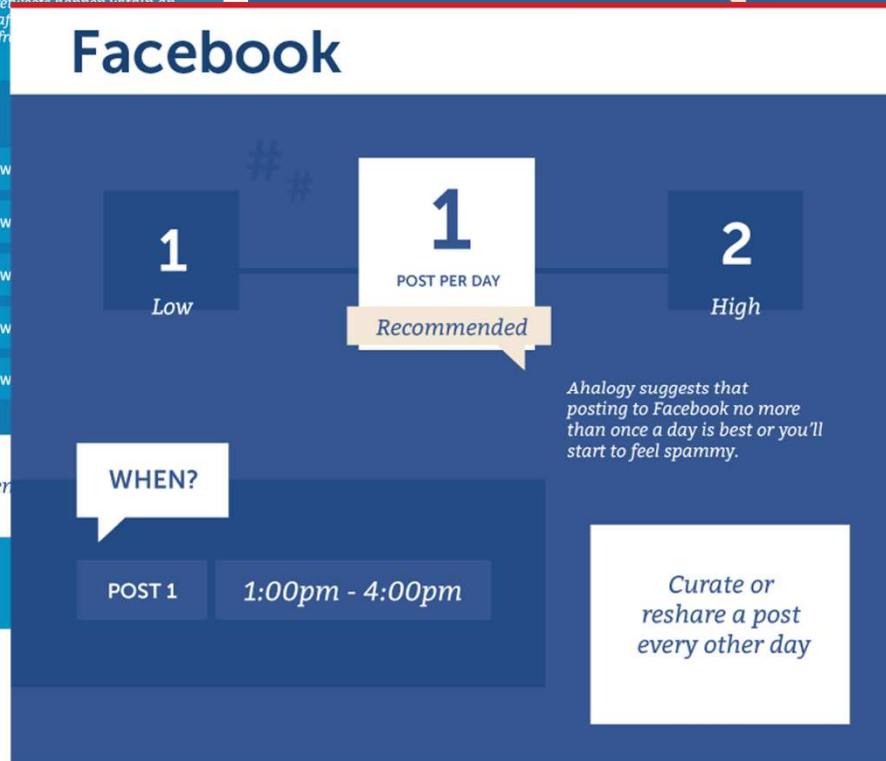 Facebook
#
#
1
Low
1
POST PER DAY
Recommended
2
High
Ahalogy suggests that
posting to Facebook no more
than once a day is best or you'll
start to feel spammy.
WHEN?
POST 1
1:00pm - 4:00pm
Curate or
reshare a post
every other day